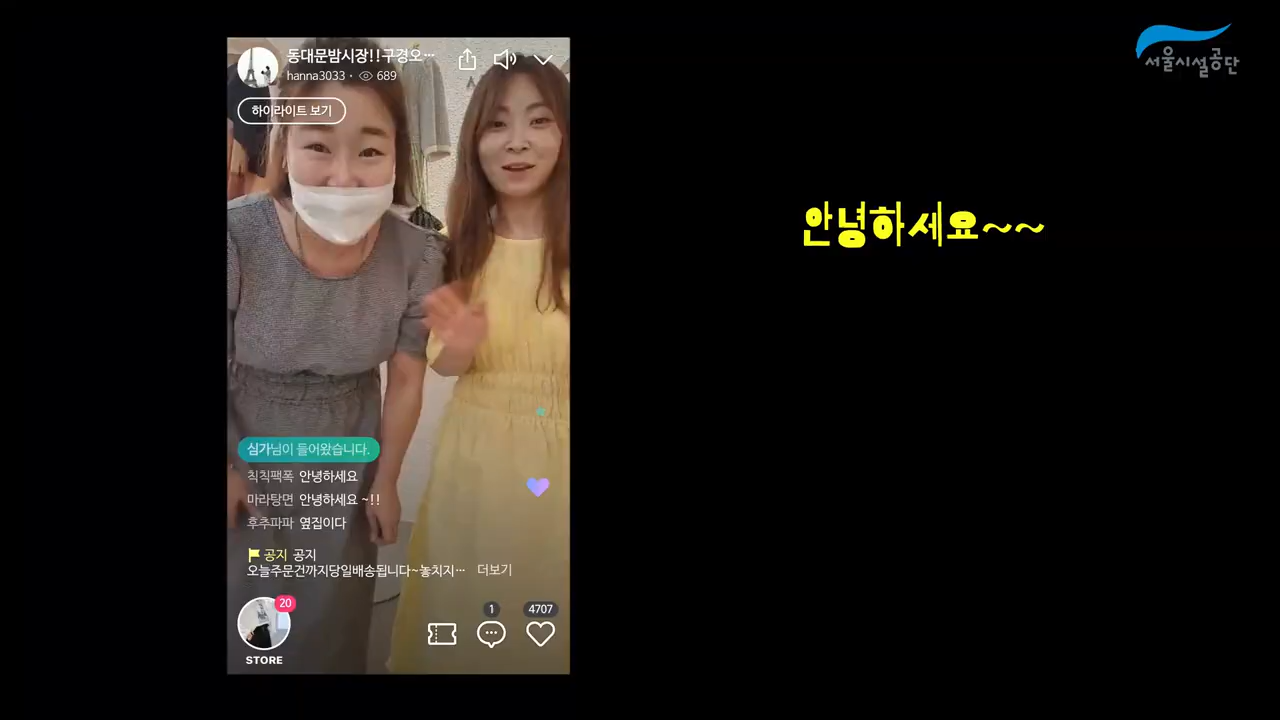 동대문밤시장!!구경오…
hanna3033 · 689
하이라이트 보기
서울시설공단
안녕하세요~~
심가님이 들어왔습니다.
칙칙팩폭 안녕하세요
마라탕면 안녕하세요 ~!!
후추파파 옆집이다
공지 공지
오늘주문건까지당일배송됩니다~놓치지… 더보기
20
1
4707
STORE